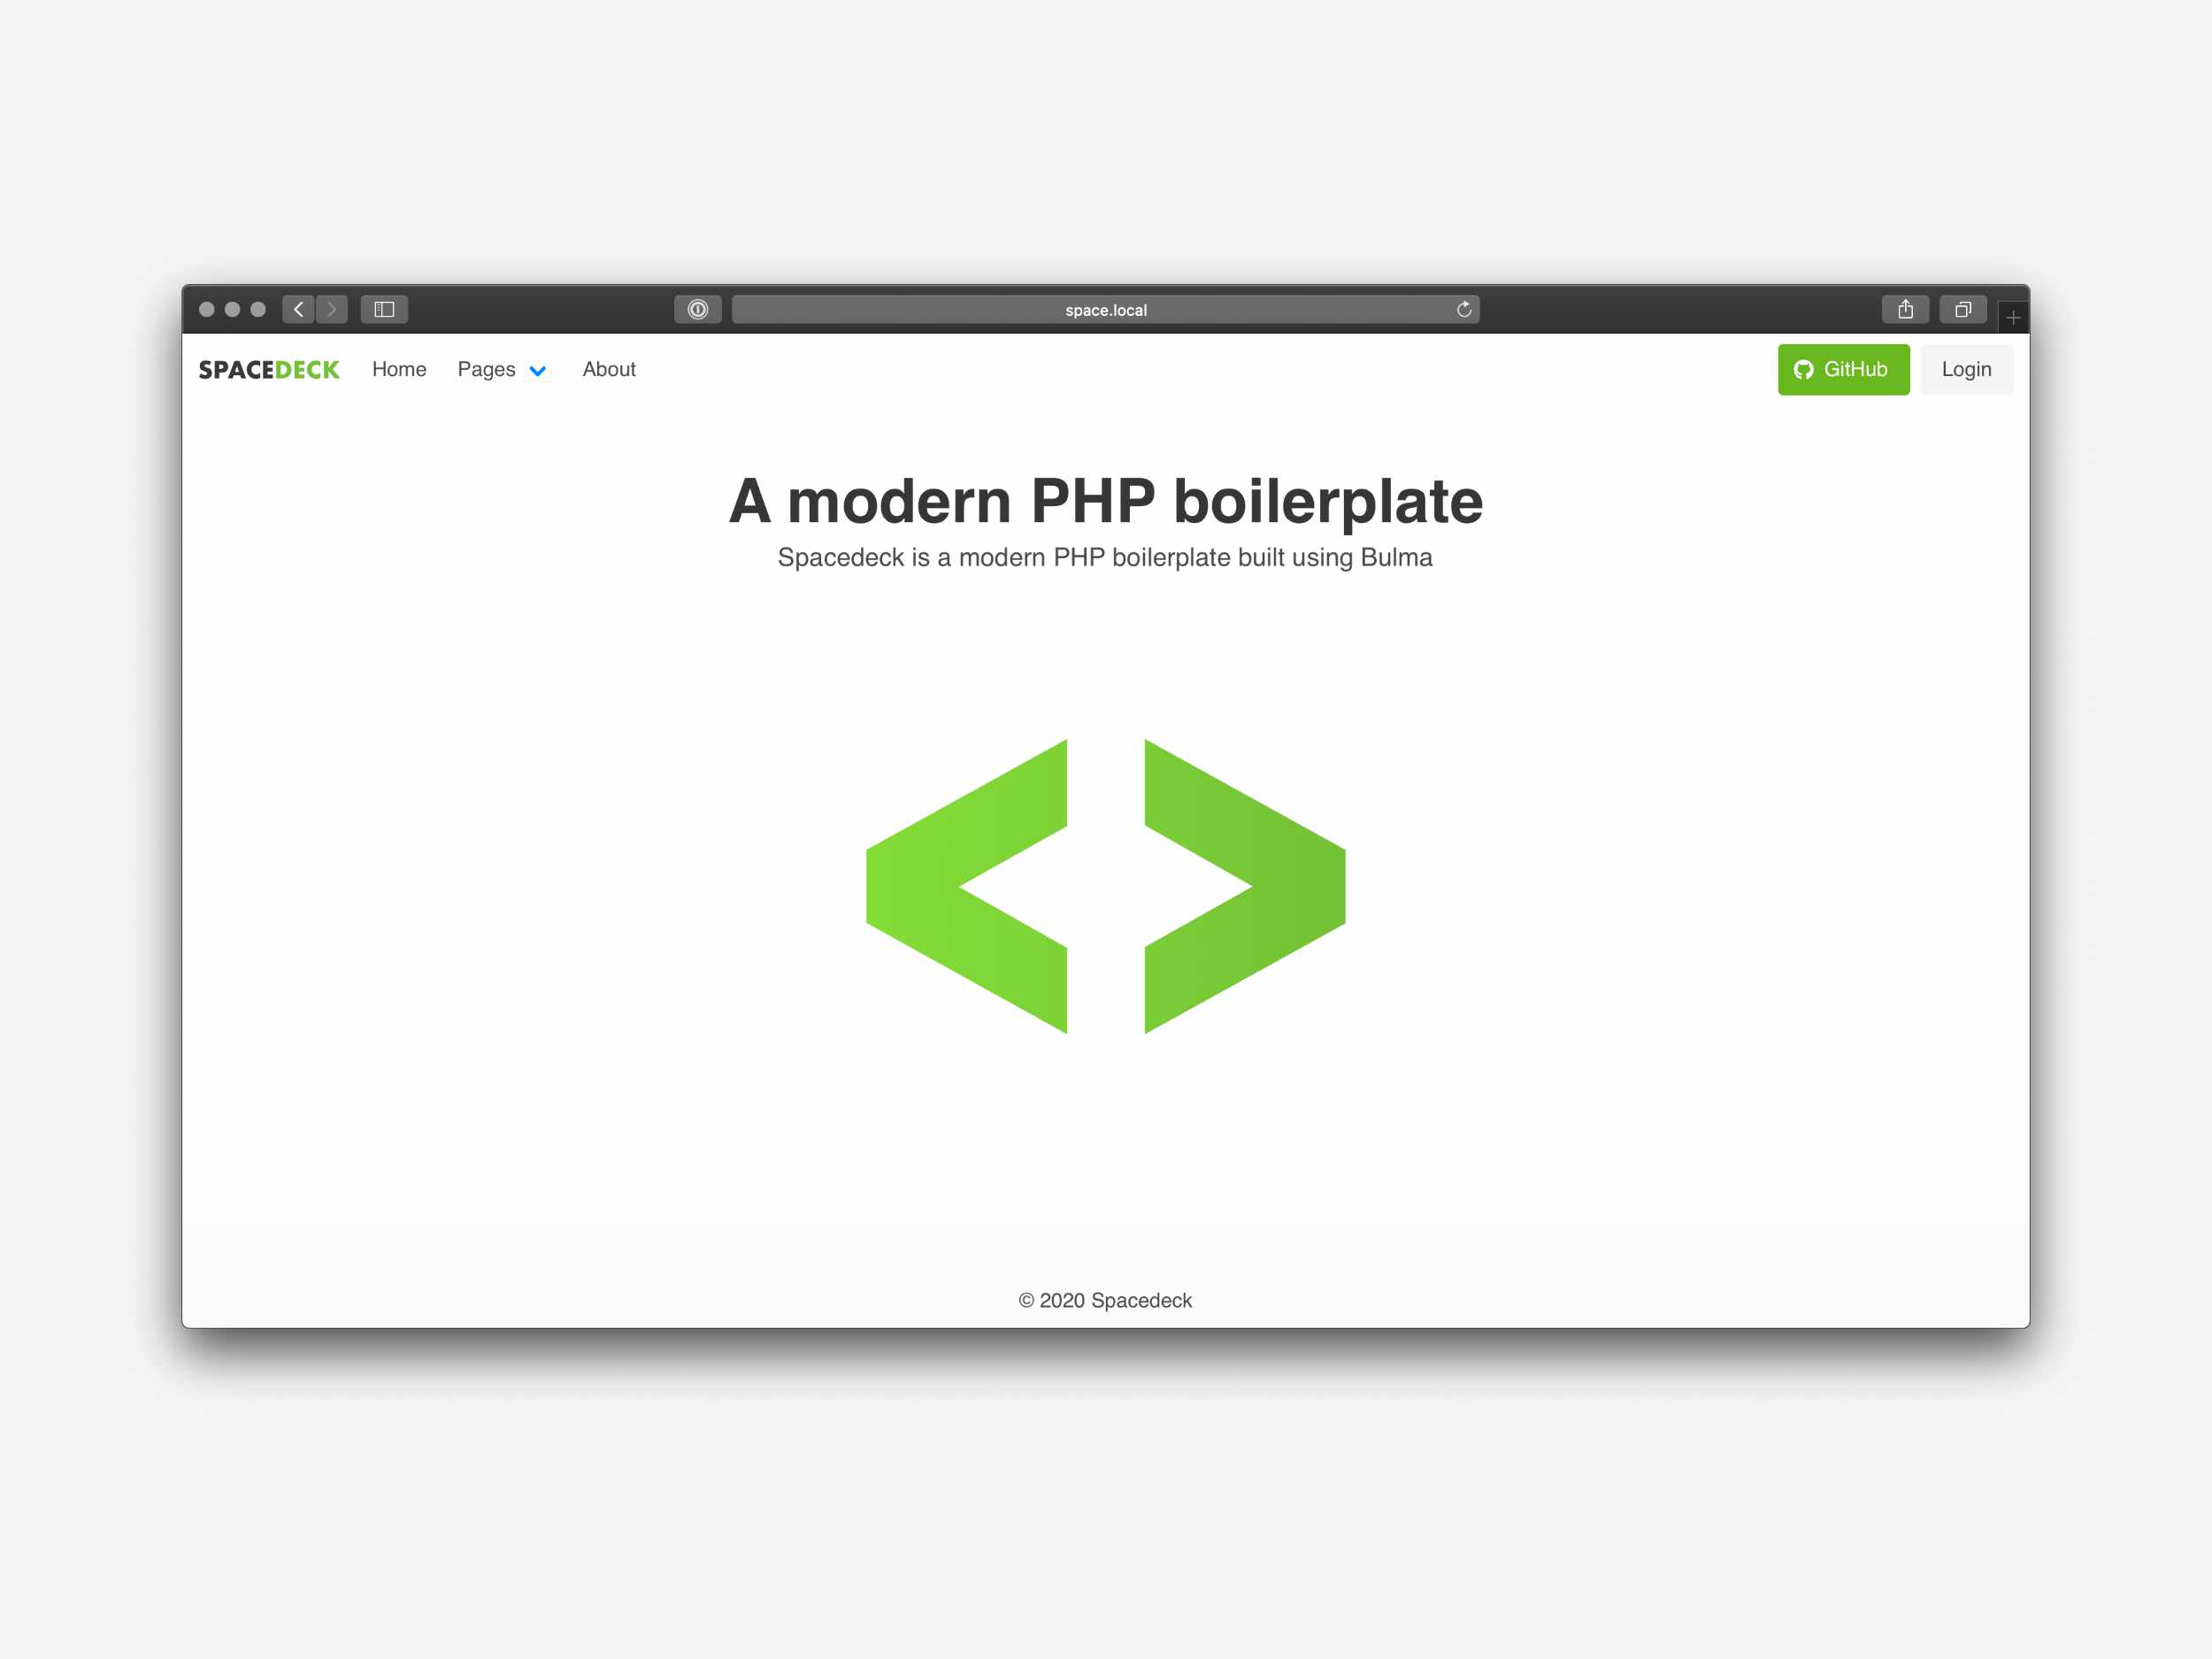 space.local
SPACEDECK Home Pages About GitHub Login
A modern PHP boilerplate
Spacedeck is a modern PHP boilerplate built using Bulma
© 2020 Spacedeck